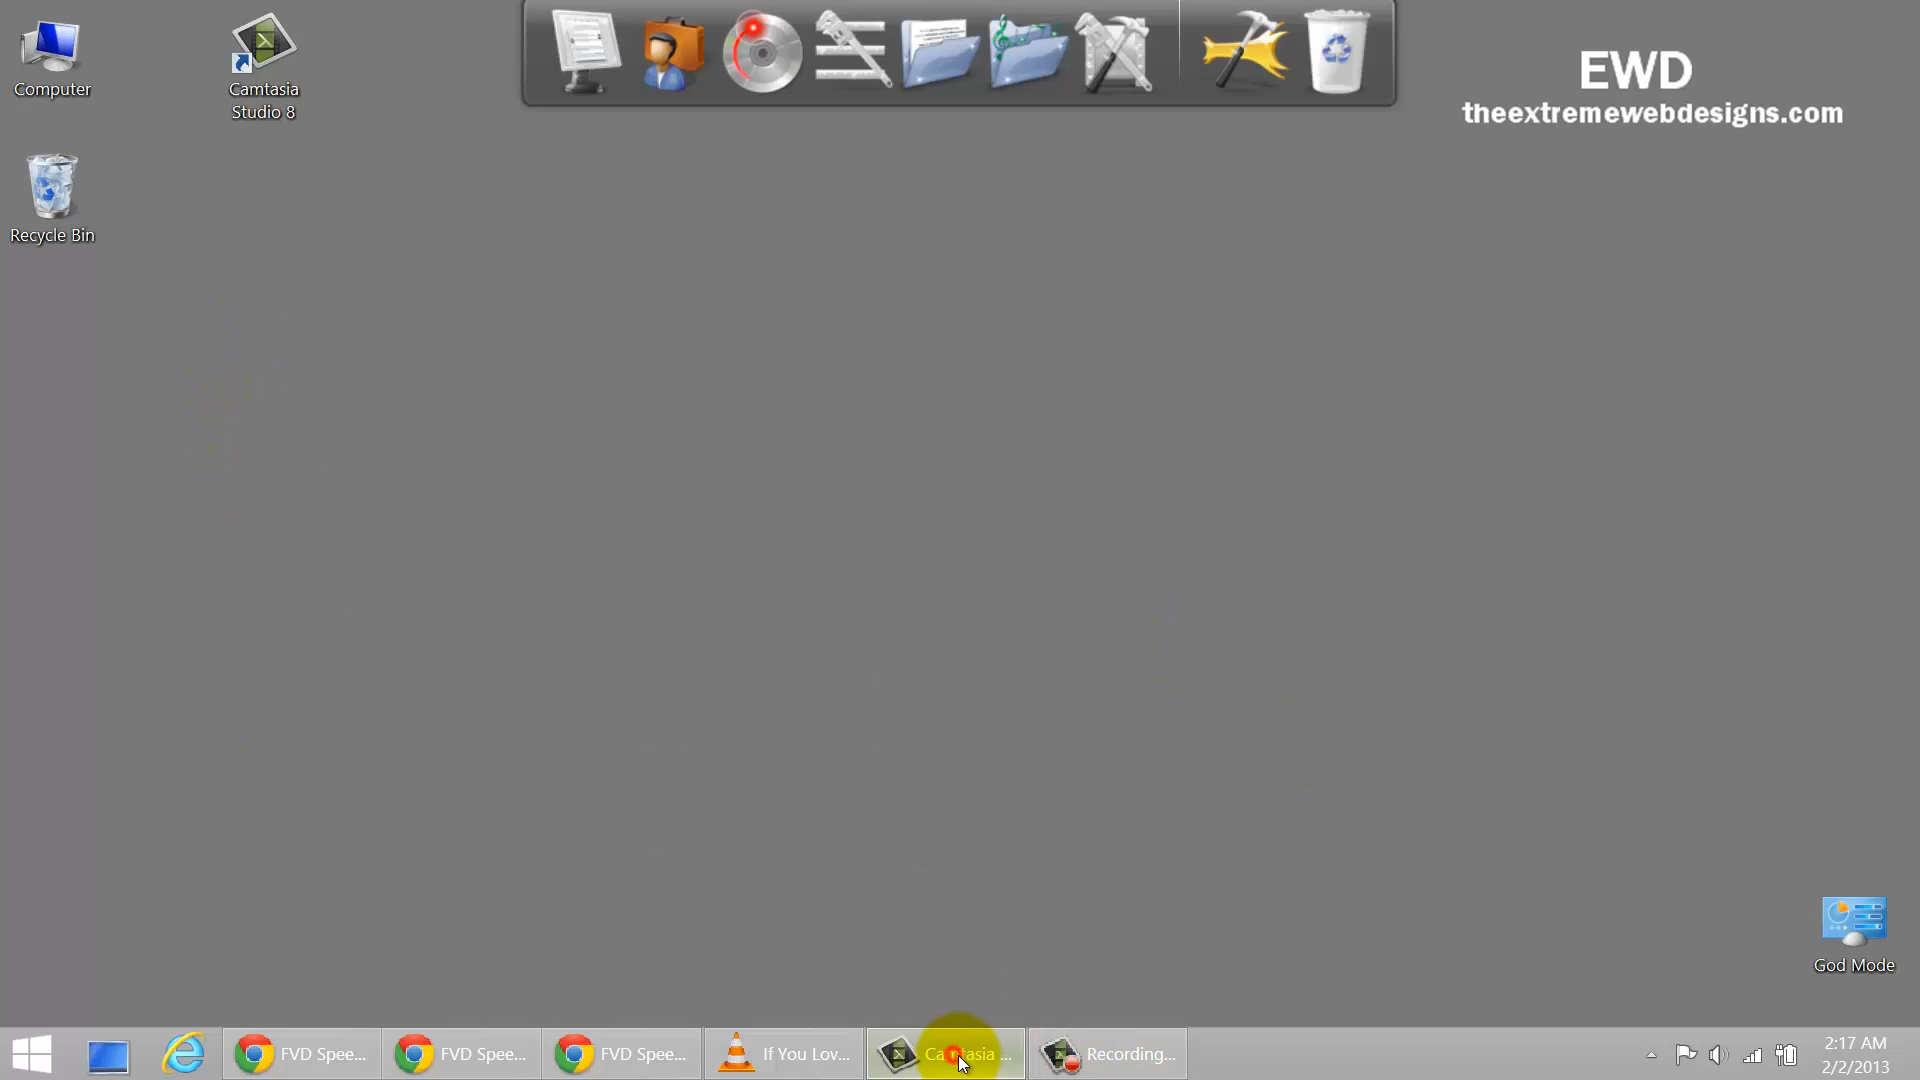 Computer
Camtasia
Studio 8
EWD
theextremewebdesigns.com
Recycle Bin
God Mode
FVD Spee...
FVD Spee...
FVD Spee...
If You Lov...
Camtasia ...
Recording...
2:17 AM
2/2/2013